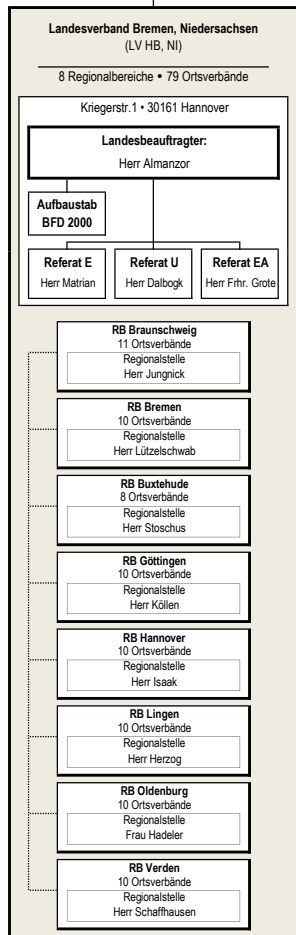 Landesverband Bremen, Niedersachsen
(LV HB, NI)
8 Regionalbereiche • 79 Ortsverbände
Kriegerstr.1 • 30161 Hannover
Landesbeauftragter:
Herr Almanzor
Aufbaustab
BFD 2000
Referat E
Herr Matrian
Referat U
Herr Dalbogk
Referat EA
Herr Frhr. Grote
RB Braunschweig
11 Ortsverbände
Regionalstelle
Herr Jungnick
RB Bremen
10 Ortsverbände
Regionalstelle
Herr Lützelschwab
RB Buxtehude
8 Ortsverbände
Regionalstelle
Herr Stoschus
RB Göttingen
10 Ortsverbände
Regionalstelle
Herr Köllen
RB Hannover
10 Ortsverbände
Regionalstelle
Herr Isaak
RB Lingen
10 Ortsverbände
Regionalstelle
Herr Herzog
RB Oldenburg
10 Ortsverbände
Regionalstelle
Frau Hadeler
RB Verden
10 Ortsverbände
Regionalstelle
Herr Schaffhausen